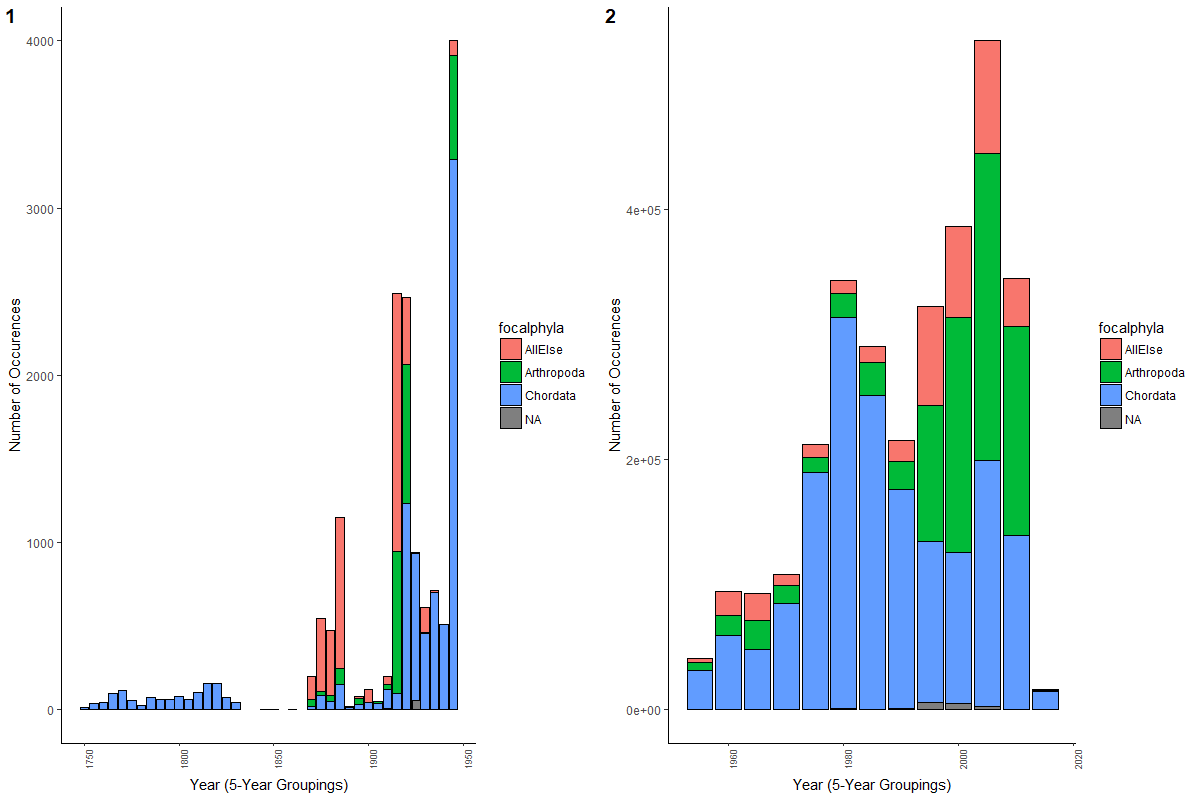 1
4000
3000
2000
1000
0
Number of Occurences
1750
1800
1850
1900
1950
Year (5-Year Groupings)
focalphyla
AllElse
Arthropoda
Chordata
NA
2
4e+05
2e+05
0e+00
Number of Occurences
1960
1980
2000
2020
Year (5-Year Groupings)
focalphyla
AllElse
Arthropoda
Chordata
NA